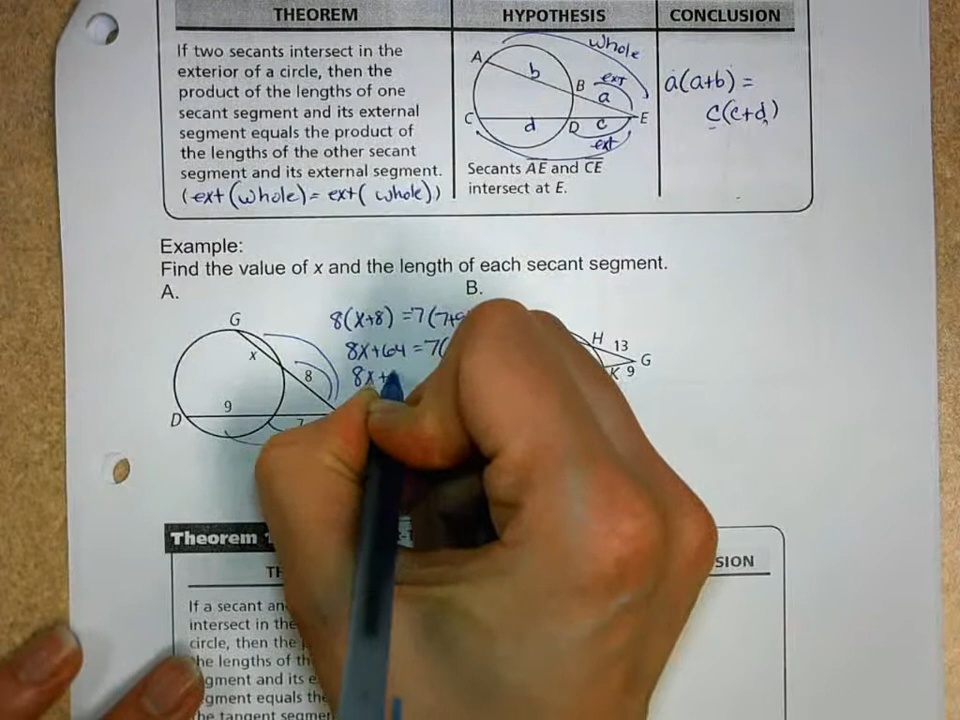 THEOREM
HYPOTHESIS
CONCLUSION
If two secants intersect in the
exterior of a circle, then the
product of the lengths of one
secant segment and its external
segment equals the product of
the lengths of the other secant
segment and its external segment.
(ext(whole) = ext( whole))
whole
A
b
B
ext
a
C
d
D
c
E
ext
Secants AE and CE
intersect at E.
a(a+b) =
c(c+d)
Example:
Find the value of x and the length of each secant segment.
A.
B.
G
x
8
9
D
7
8(x+8) = 7(7+9
8x+64 = 7(
8x+
H
13
G
K
9
Theorem
SION
TH
If a secant an
intersect in the
circle, then the
the lengths of th
gment and its e
gment equals the
the tangent segmen